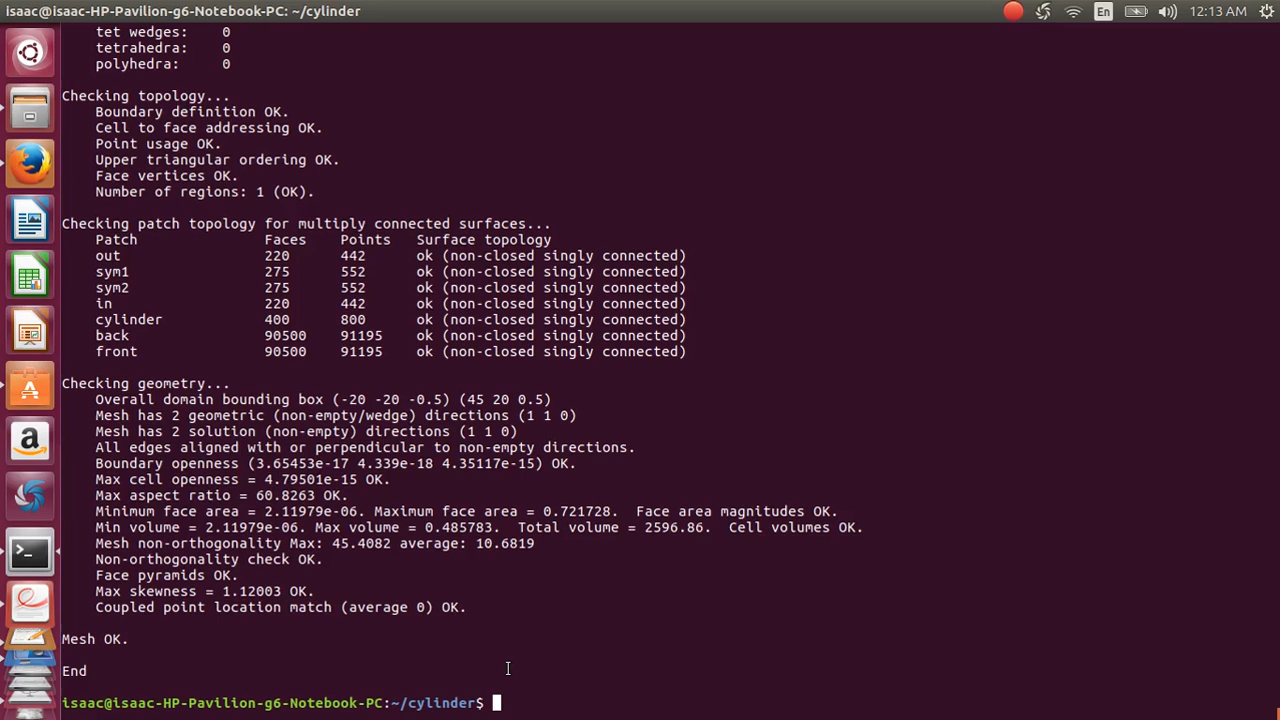 isaac@isaac-HP-Pavilion-g6-Notebook-PC: ~/cylinder
En
12:13 AM
tet wedges: 0
tetrahedra: 0
polyhedra: 0
Checking topology...
Boundary definition OK.
Cell to face addressing OK.
Point usage OK.
Upper triangular ordering OK.
Face vertices OK.
Number of regions: 1 (OK).
Checking patch topology for multiply connected surfaces...
Patch Faces Points Surface topology
out 220 442 ok (non-closed singly connected)
sym1 275 552 ok (non-closed singly connected)
sym2 275 552 ok (non-closed singly connected)
in 220 442 ok (non-closed singly connected)
cylinder 400 800 ok (non-closed singly connected)
back 90500 91195 ok (non-closed singly connected)
front 90500 91195 ok (non-closed singly connected)
Checking geometry...
Overall domain bounding box (-20 -20 -0.5) (45 20 0.5)
Mesh has 2 geometric (non-empty/wedge) directions (1 1 0)
Mesh has 2 solution (non-empty) directions (1 1 0)
All edges aligned with or perpendicular to non-empty directions.
Boundary openness (3.65453e-17 4.339e-18 4.35117e-15) OK.
Max cell openness = 4.79501e-15 OK.
Max aspect ratio = 60.8263 OK.
Minimum face area = 2.11979e-06. Maximum face area = 0.721728.  Face area magnitudes OK.
Min volume = 2.11979e-06. Max volume = 0.485783.  Total volume = 2596.86.  Cell volumes OK.
Mesh non-orthogonality Max: 45.4082 average: 10.6819
Non-orthogonality check OK.
Face pyramids OK.
Max skewness = 1.12003 OK.
Coupled point location match (average 0) OK.
Mesh OK.
End
isaac@isaac-HP-Pavilion-g6-Notebook-PC:~/cylinder$